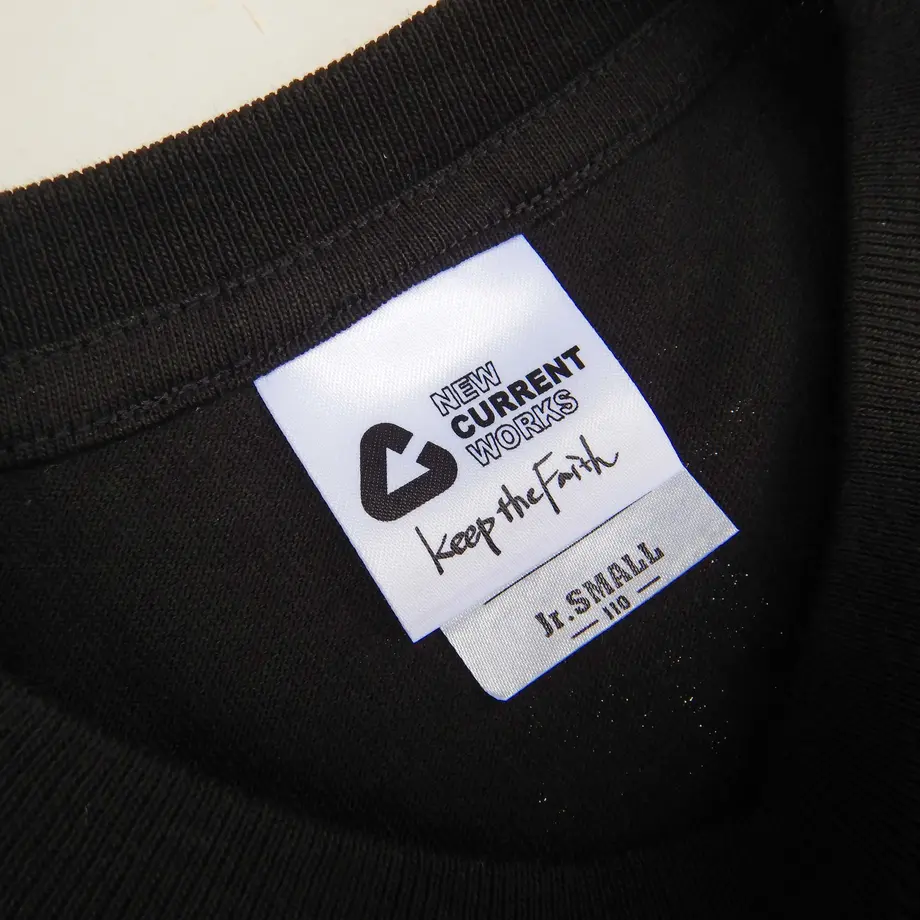 NEW
CURRENT
WORKS
Keep the Faith
Jr.SMALL
110